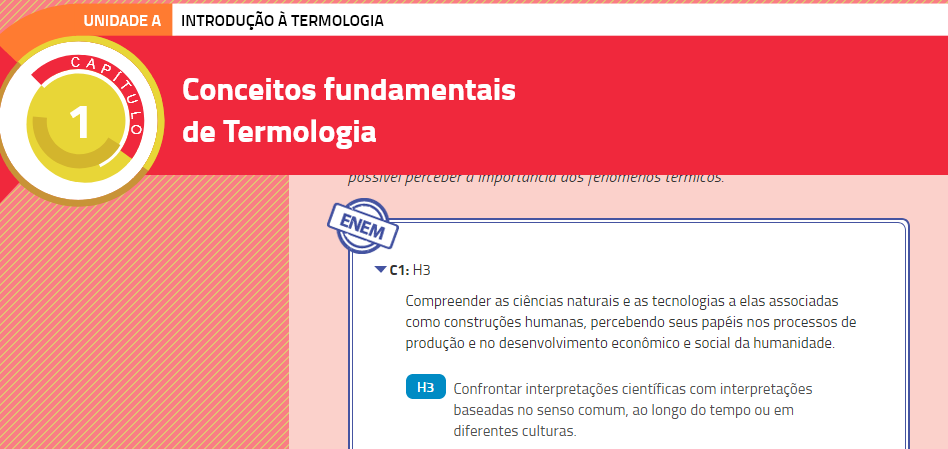 UNIDADE A INTRODUÇÃO À TERMOLOGIA
CAPÍTULO
1
Conceitos fundamentais
de Termologia
possível perceber a importância dos fenômenos térmicos.
ENEM
C1: H3
Compreender as ciências naturais e as tecnologias a elas associadas
como construções humanas, percebendo seus papéis nos processos de
produção e no desenvolvimento econômico e social da humanidade.
H3 Confrontar interpretações científicas com interpretações
baseadas no senso comum, ao longo do tempo ou em
diferentes culturas.